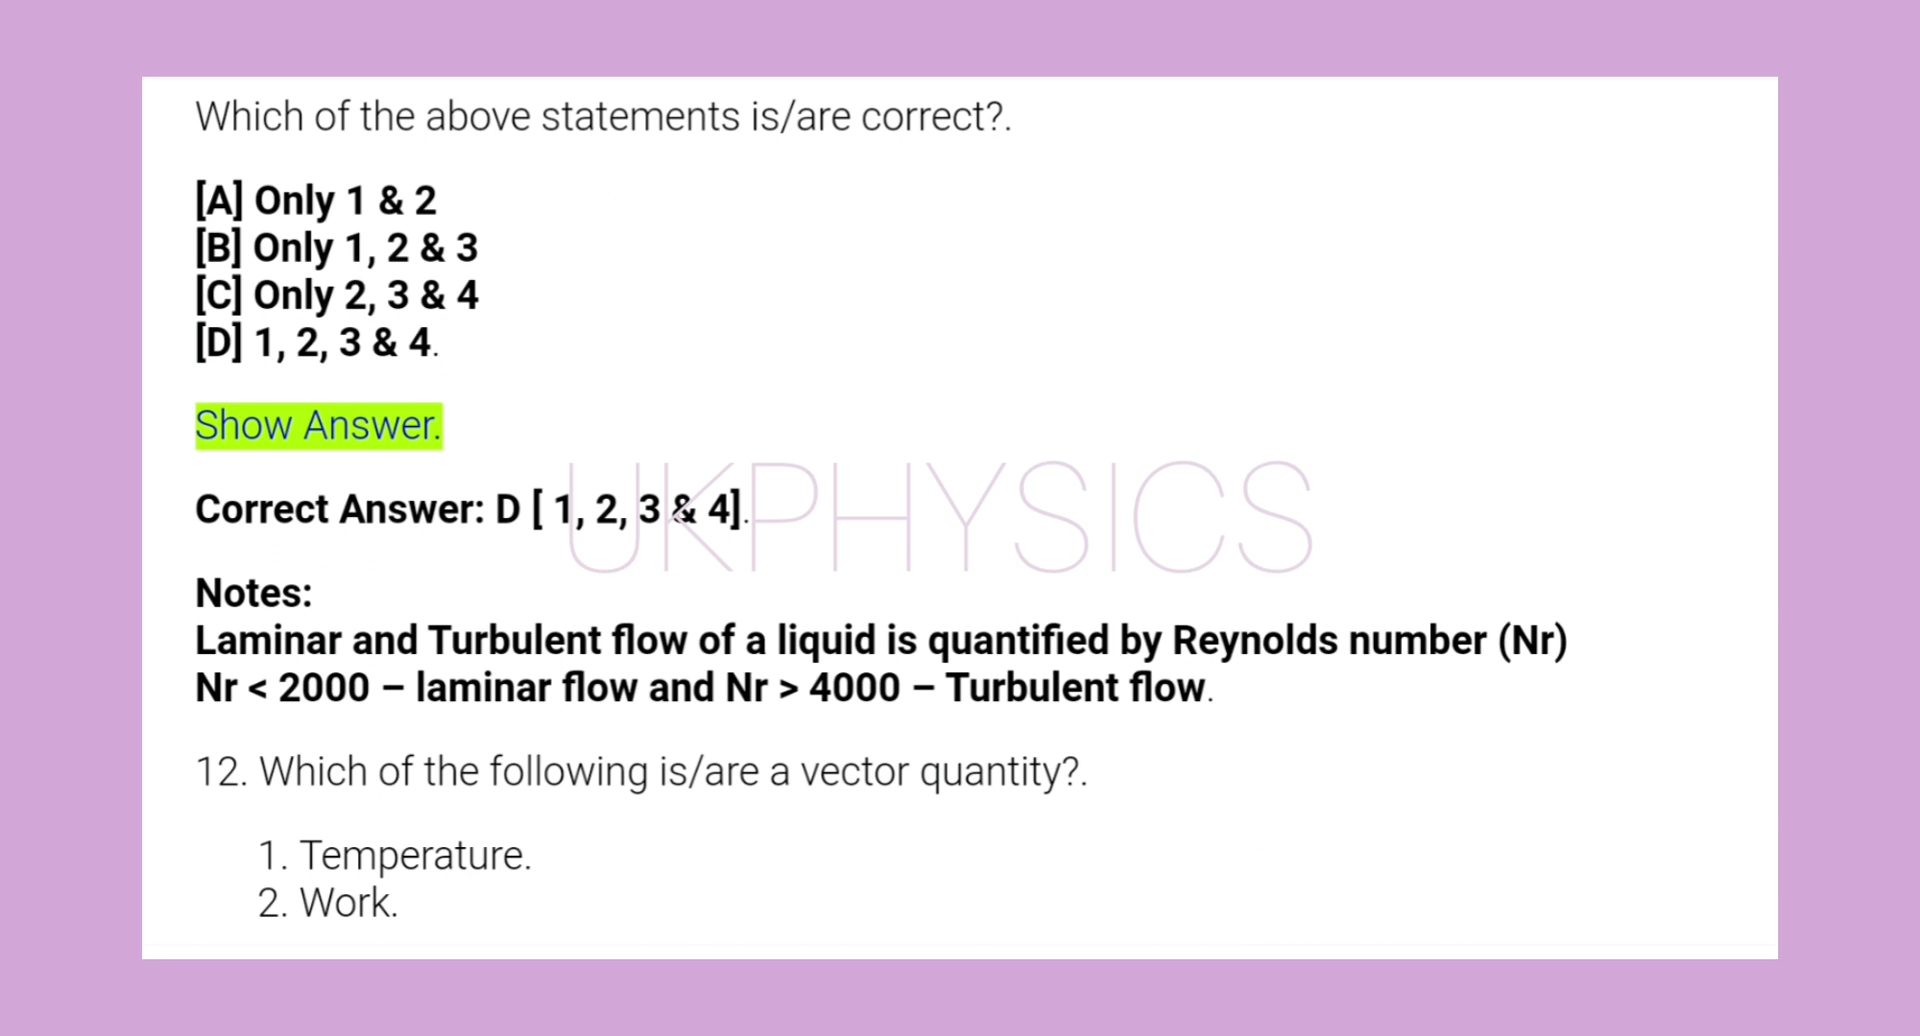 Which of the above statements is/are correct?.
[A] Only 1 & 2
[B] Only 1, 2 & 3
[C] Only 2, 3 & 4
[D] 1, 2, 3 & 4.
Show Answer.
UKPHYSICS
Correct Answer: D [ 1, 2, 3 & 4].
Notes:
Laminar and Turbulent flow of a liquid is quantified by Reynolds number (Nr)
Nr < 2000 – laminar flow and Nr > 4000 – Turbulent flow.
12. Which of the following is/are a vector quantity?.
1. Temperature.
2. Work.